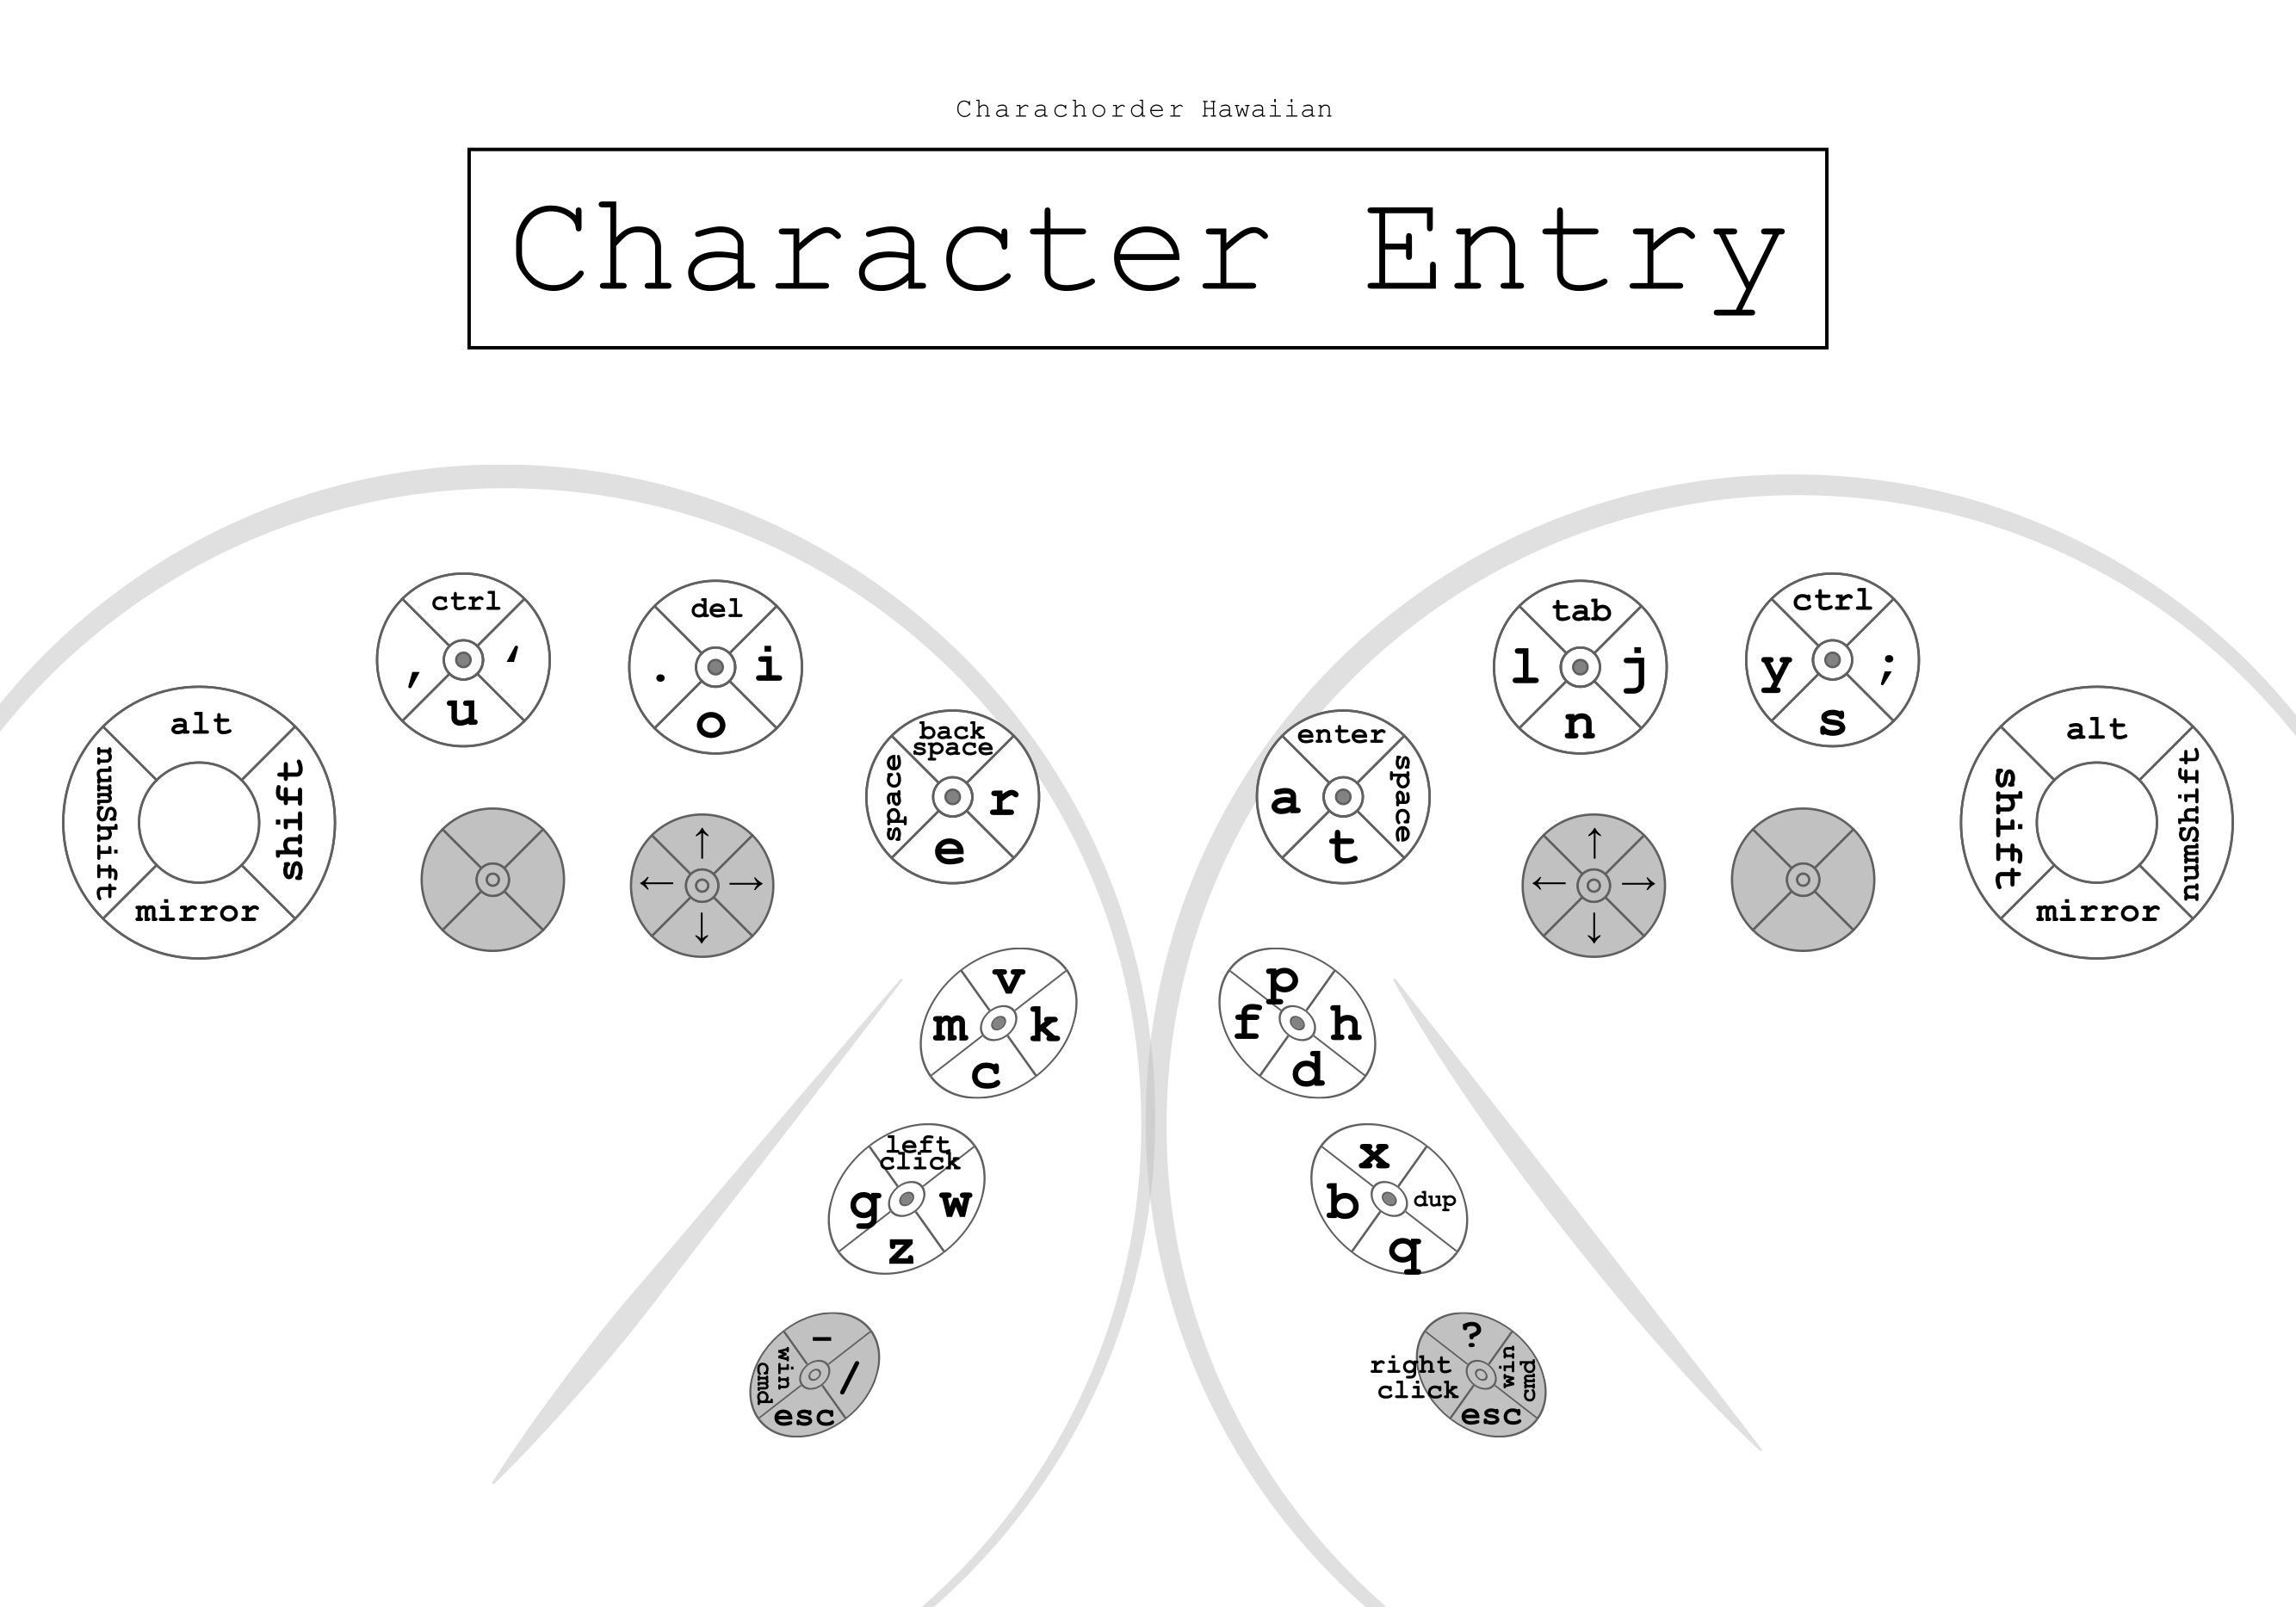 Charachorder Hawaiian
Character Entry
alt
numShift
shift
mirror
ctrl
, ‘
u
del
. i
o
back
space
space
r
e
enter
a
space
t
tab
l j
n
ctrl
y ;
s
alt
shift
numShift
mirror
↑
← →
↓
↑
← →
↓
v
m k
c
p
f h
d
left
click
g w
z
x
b dup
q
-
win
cmd
/
esc
?
right
click
win
cmd
esc